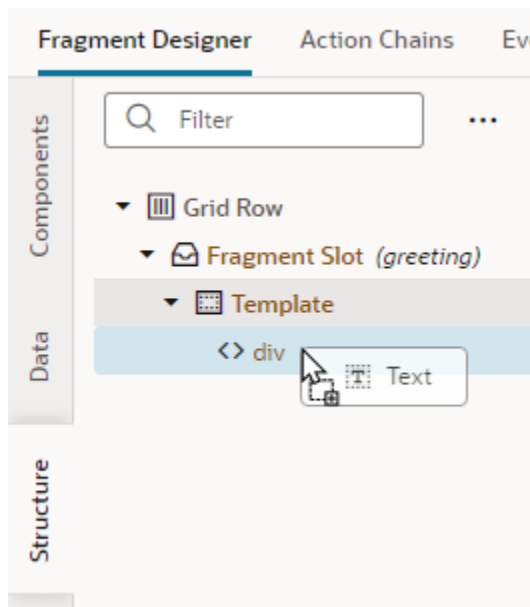 Fragment Designer Action Chains Ev
Components
Data
Structure
Filter
Grid Row
Fragment Slot (greeting)
Template
<> div
Text